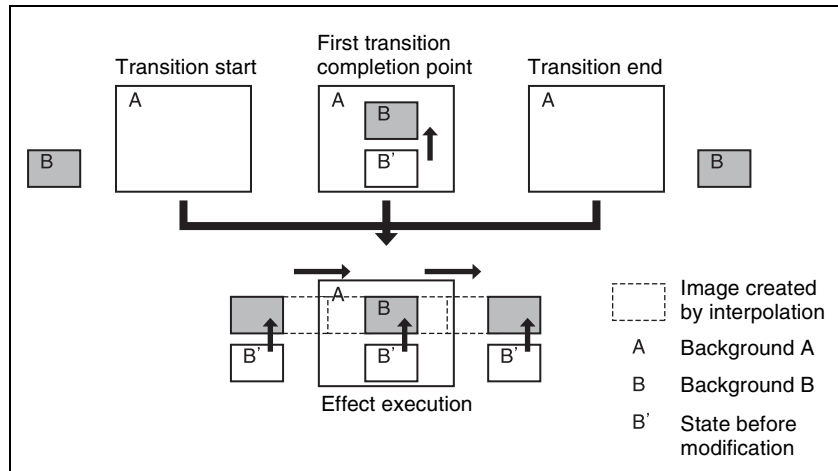 Transition start
First transition
completion point
Transition end
A
A
A
B
B
B'
B
A
B
B'
B'
B'
Effect execution
Image created
by interpolation
A Background A
B Background B
B' State before
modification